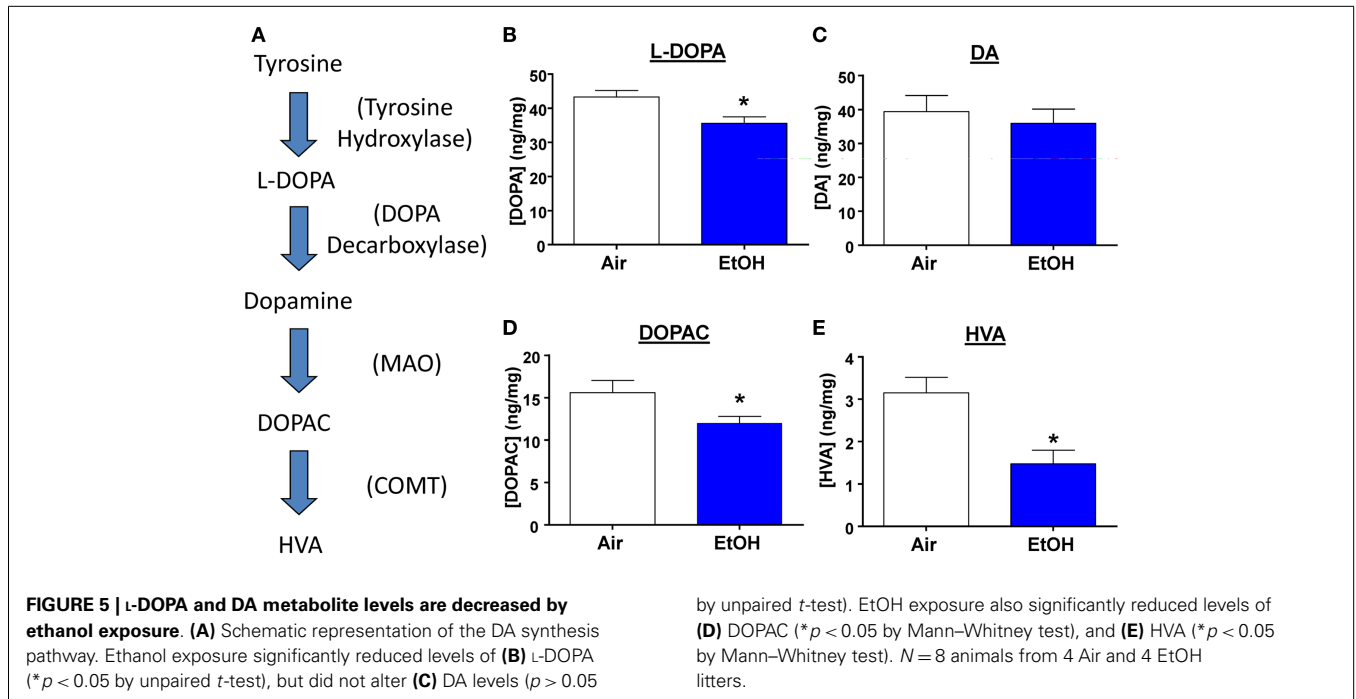 A
Tyrosine
(Tyrosine
Hydroxylase)
L-DOPA
(DOPA
Decarboxylase)
Dopamine
(MAO)
DOPAC
(COMT)
HVA
B
L-DOPA
[DOPA] (ng/mg)
50
40
30
20
10
0
*
Air EtOH
C
DA
[DA] (ng/mg)
50
40
30
20
10
0
Air EtOH
D
DOPAC
[DOPAC] (ng/mg)
20
15
10
5
0
*
Air EtOH
E
HVA
[HVA] (ng/mg)
4
3
2
1
0
*
Air EtOH
FIGURE 5 | L-DOPA and DA metabolite levels are decreased by
ethanol exposure. (A) Schematic representation of the DA synthesis
pathway. Ethanol exposure significantly reduced levels of (B) L-DOPA
(*p < 0.05 by unpaired t-test), but did not alter (C) DA levels (p > 0.05
by unpaired t-test). EtOH exposure also significantly reduced levels of
(D) DOPAC (*p < 0.05 by Mann–Whitney test), and (E) HVA (*p < 0.05
by Mann–Whitney test). N = 8 animals from 4 Air and 4 EtOH
litters.